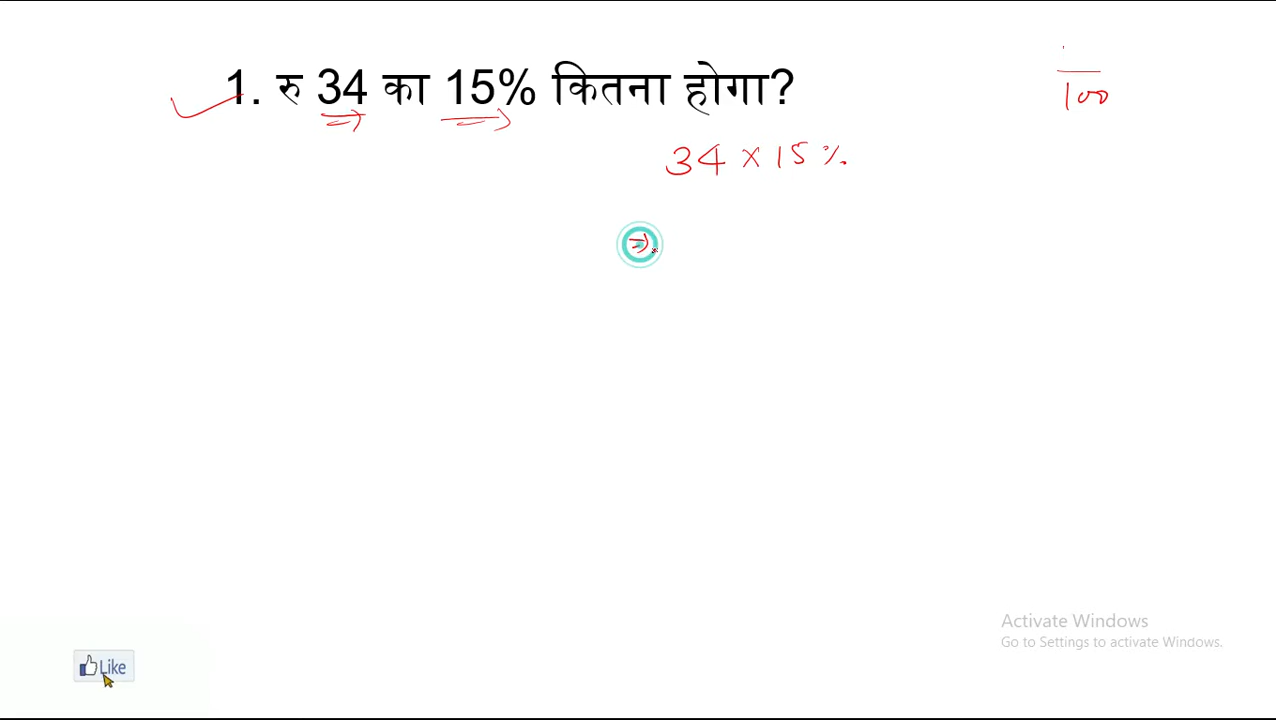 1. रु 34 का 15% कितना होगा?
100
34 × 15 %
⇒
Activate Windows
Go to Settings to activate Windows.
Like